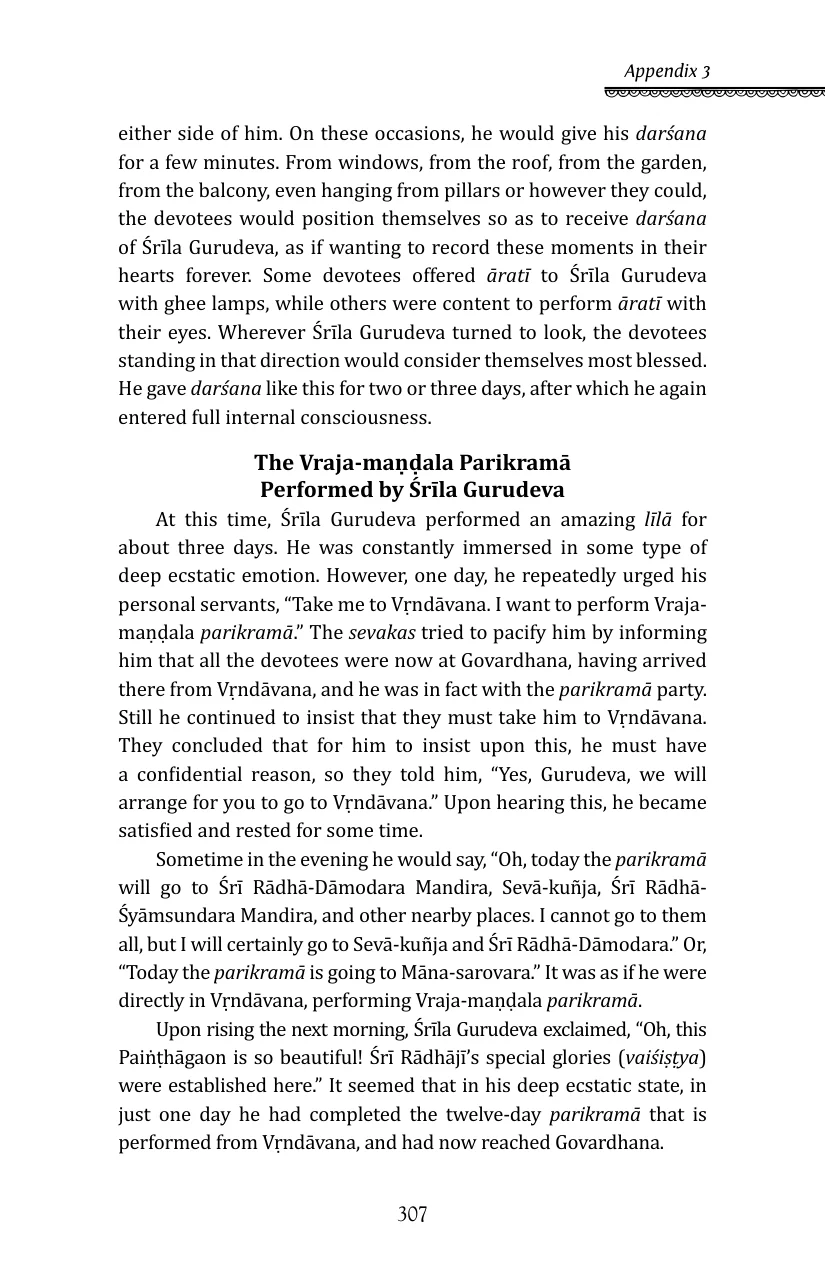 Appendix 3
either side of him. On these occasions, he would give his darśana
for a few minutes. From windows, from the roof, from the garden,
from the balcony, even hanging from pillars or however they could,
the devotees would position themselves so as to receive darśana
of Śrīla Gurudeva, as if wanting to record these moments in their
hearts forever. Some devotees offered āratī to Śrīla Gurudeva
with ghee lamps, while others were content to perform āratī with
their eyes. Wherever Śrīla Gurudeva turned to look, the devotees
standing in that direction would consider themselves most blessed.
He gave darśana like this for two or three days, after which he again
entered full internal consciousness.
The Vraja-maṇḍala Parikramā
Performed by Śrīla Gurudeva
At this time, Śrīla Gurudeva performed an amazing līlā for
about three days. He was constantly immersed in some type of
deep ecstatic emotion. However, one day, he repeatedly urged his
personal servants, “Take me to Vṛndāvana. I want to perform Vraja-
maṇḍala parikramā.” The sevakas tried to pacify him by informing
him that all the devotees were now at Govardhana, having arrived
there from Vṛndāvana, and he was in fact with the parikramā party.
Still he continued to insist that they must take him to Vṛndāvana.
They concluded that for him to insist upon this, he must have
a confidential reason, so they told him, “Yes, Gurudeva, we will
arrange for you to go to Vṛndāvana.” Upon hearing this, he became
satisfied and rested for some time.
Sometime in the evening he would say, “Oh, today the parikramā
will go to Śrī Rādhā-Dāmodara Mandira, Sevā-kuñja, Śrī Rādhā-
Śyāmsundara Mandira, and other nearby places. I cannot go to them
all, but I will certainly go to Sevā-kuñja and Śrī Rādhā-Dāmodara.” Or,
“Today the parikramā is going to Māna-sarovara.” It was as if he were
directly in Vṛndāvana, performing Vraja-maṇḍala parikramā.
Upon rising the next morning, Śrīla Gurudeva exclaimed, “Oh, this
Paiṅṭhāgaon is so beautiful! Śrī Rādhājī’s special glories (vaiśiṣṭya)
were established here.” It seemed that in his deep ecstatic state, in
just one day he had completed the twelve-day parikramā that is
performed from Vṛndāvana, and had now reached Govardhana.
307